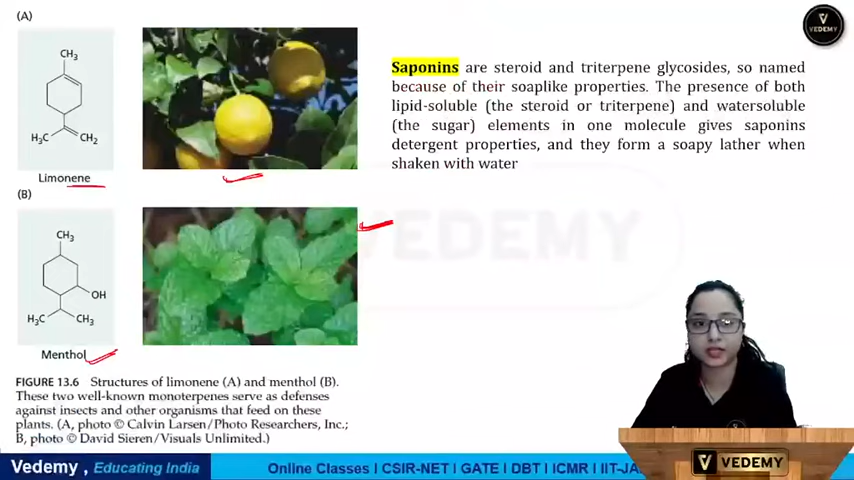 (A)
CH₃
H₃C
CH₂
Limonene
(B)
CH₃
OH
H₃C
CH₃
Menthol
FIGURE 13.6 Structures of limonene (A) and menthol (B).
These two well-known monoterpenes serve as defenses
against insects and other organisms that feed on these
plants. (A, photo © Calvin Larsen/Photo Researchers, Inc.;
B, photo © David Sieren/Visuals Unlimited.)
Saponins are steroid and triterpene glycosides, so named
because of their soaplike properties. The presence of both
lipid-soluble (the steroid or triterpene) and watersoluble
(the sugar) elements in one molecule gives saponins
detergent properties, and they form a soapy lather when
shaken with water
VEDEMY
VEDEMY
V VEDEMY
Vedemy , Educating India
Online Classes I CSIR-NET I GATE I DBT I ICMR I IIT-JA